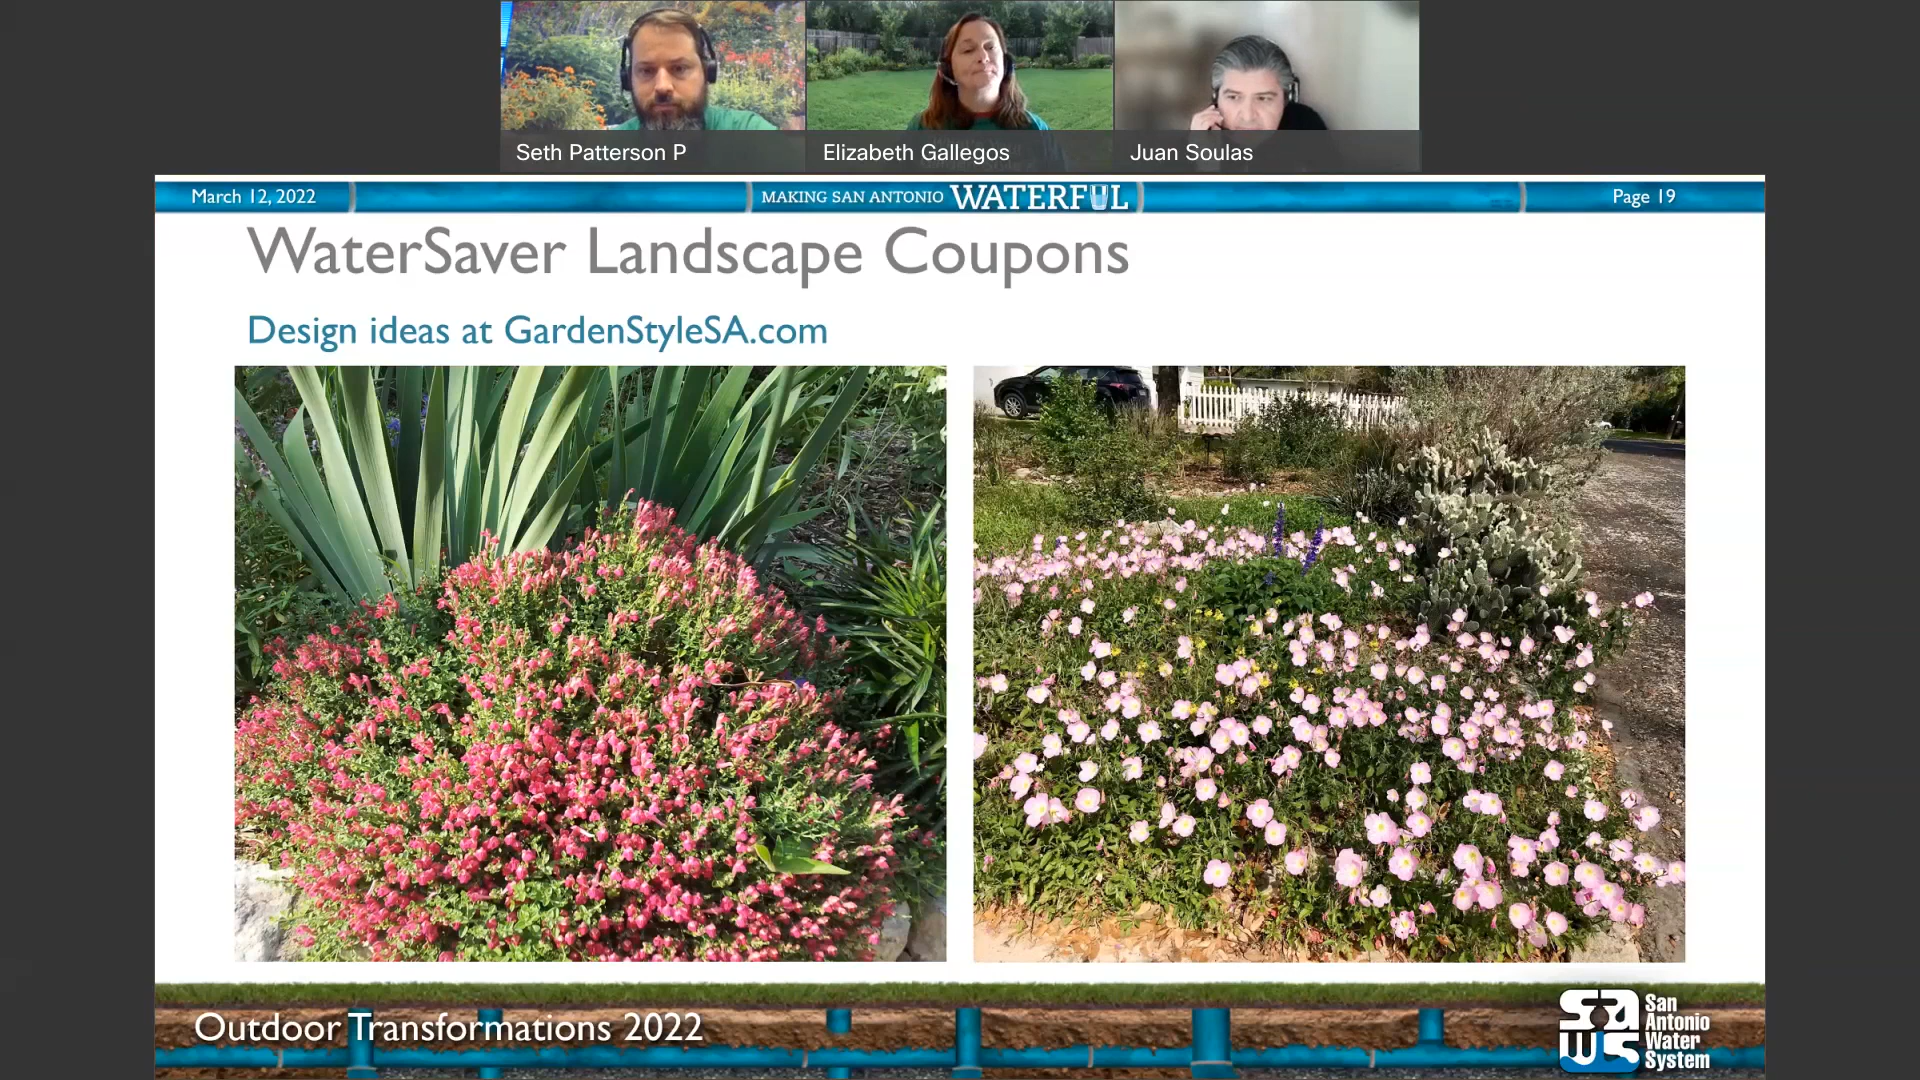 Seth Patterson P
Elizabeth Gallegos
Juan Soulas
March 12, 2022
MAKING SAN ANTONIO WATERFUL
Page 19
WaterSaver Landscape Coupons
Design ideas at GardenStyleSA.com
Outdoor Transformations 2022
SAWS
San
Antonio
Water
System